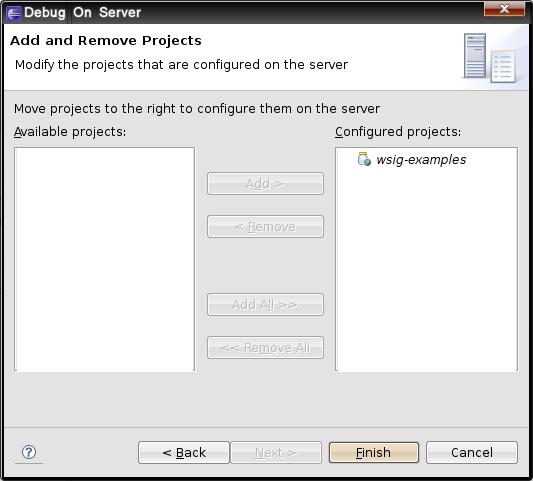 Debug On Server
Add and Remove Projects
Modify the projects that are configured on the server
Move projects to the right to configure them on the server
Available projects:
Configured projects:
wsig-examples
Add >
< Remove
Add All >>
<< Remove All
?
< Back
Next >
Finish
Cancel